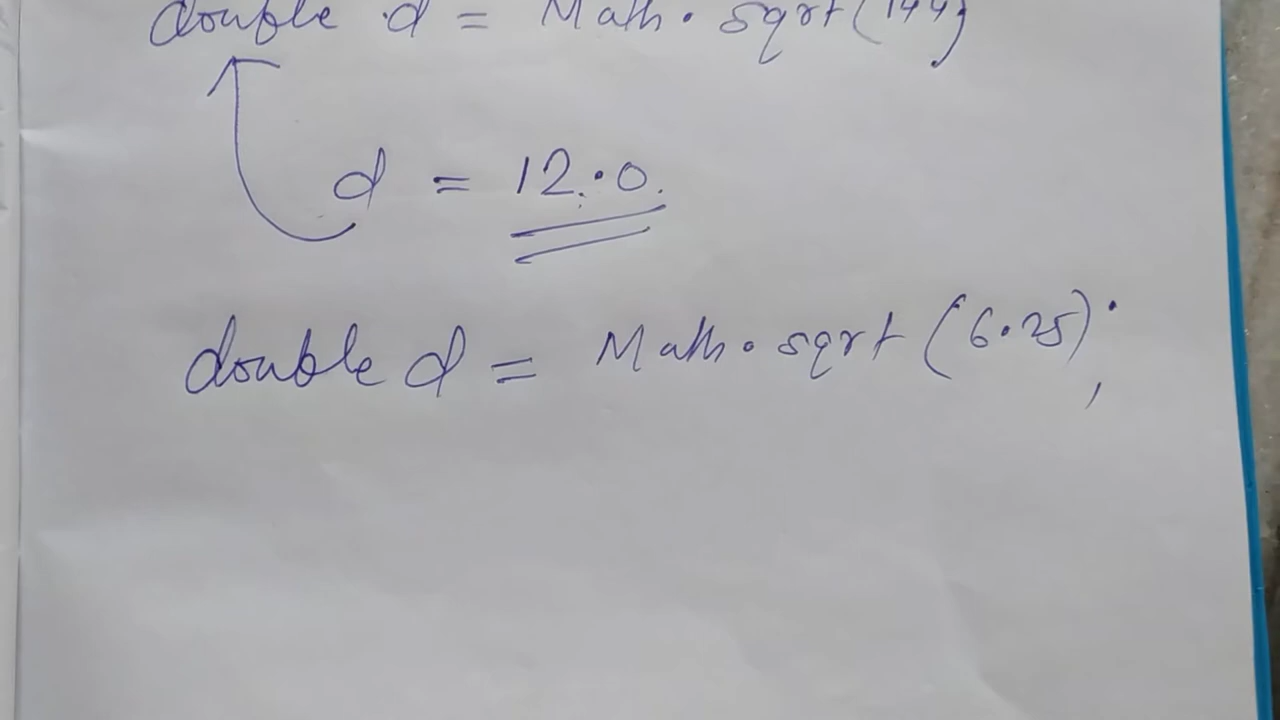 double d = Math. sqrt(144);
d = 12.0.
double d = Math. sqrt (6.25);